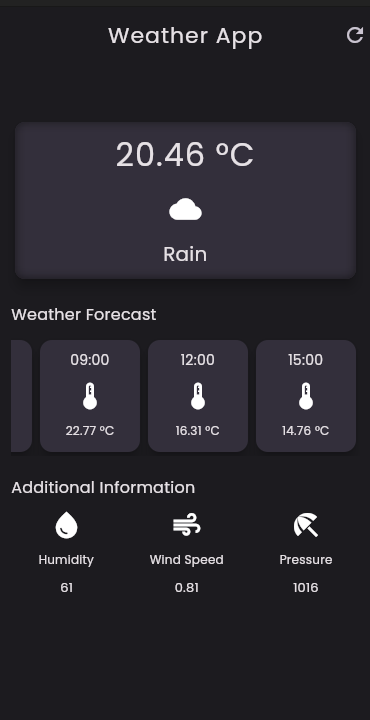 Weather App
20.46 °C
Rain
Weather Forecast
09:00 12:00 15:00
22.77 °C 16.31 °C 14.76 °C
Additional Information
Humidity Wind Speed Pressure
61 0.81 1016